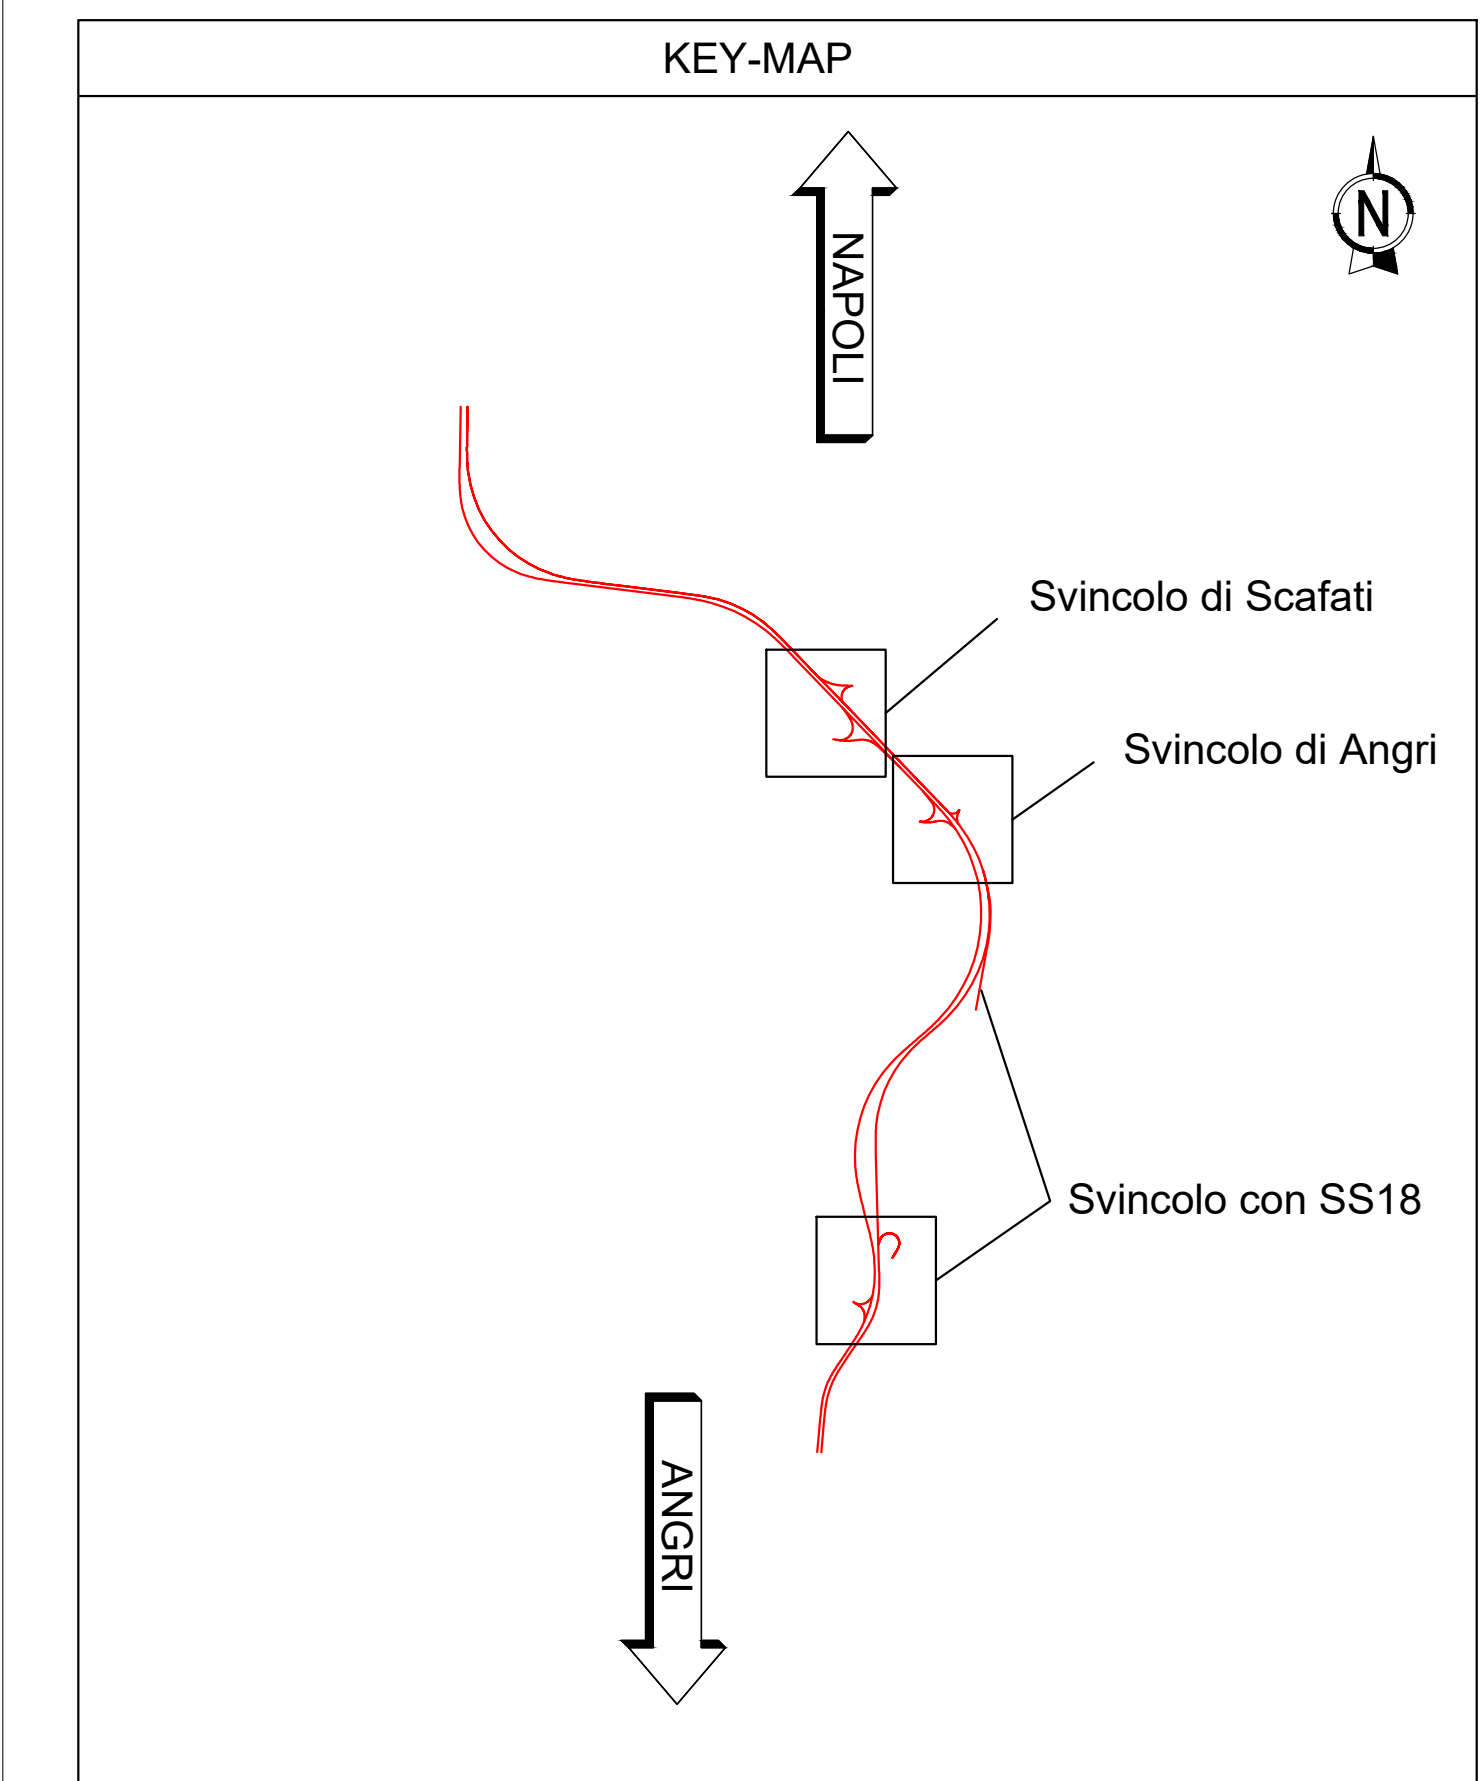 KEY-MAP
N
NAPOLI
Svincolo di Scafati
Svincolo di Angri
Svincolo con SS18
ANGRI